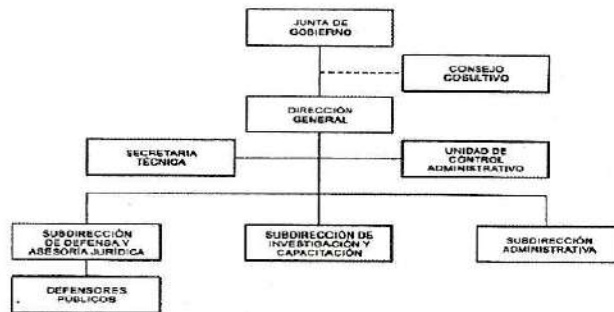 JUNTA DE
GOBIERNO
CONSEJO
COSULTIVO
DIRECCIÓN
GENERAL
SECRETARIA
TÉCNICA
UNIDAD DE
CONTROL
ADMINISTRATIVO
SUBDIRECCIÓN
DE DEFENSA Y
ASESORÍA JURÍDICA
SUBDIRECCIÓN DE
INVESTIGACIÓN Y
CAPACITACIÓN
SUBDIRECCIÓN
ADMINISTRATIVA
DEFENSORES
PÚBLICOS